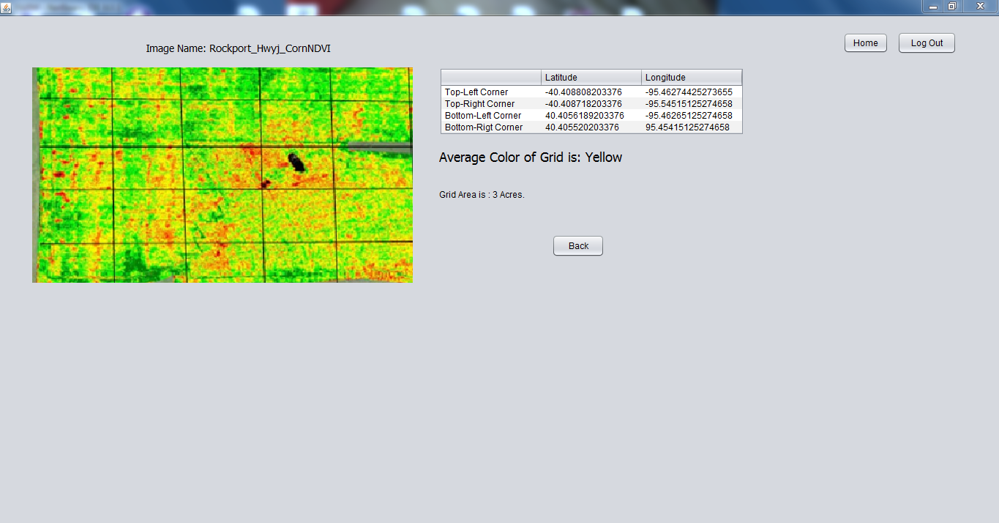 Image Name: Rockport_Hwyj_CornNDVI
Home
Log Out
Latitude Longitude
Top-Left Corner -40.408808203376 -95.46274425273655
Top-Right Corner -40.408718203376 -95.54515125274658
Bottom-Left Corner 40.4056189203376 -95.46265125274658
Bottom-Rigt Corner 40.405520203376 95.45415125274658
Average Color of Grid is: Yellow
Grid Area is : 3 Acres.
Back